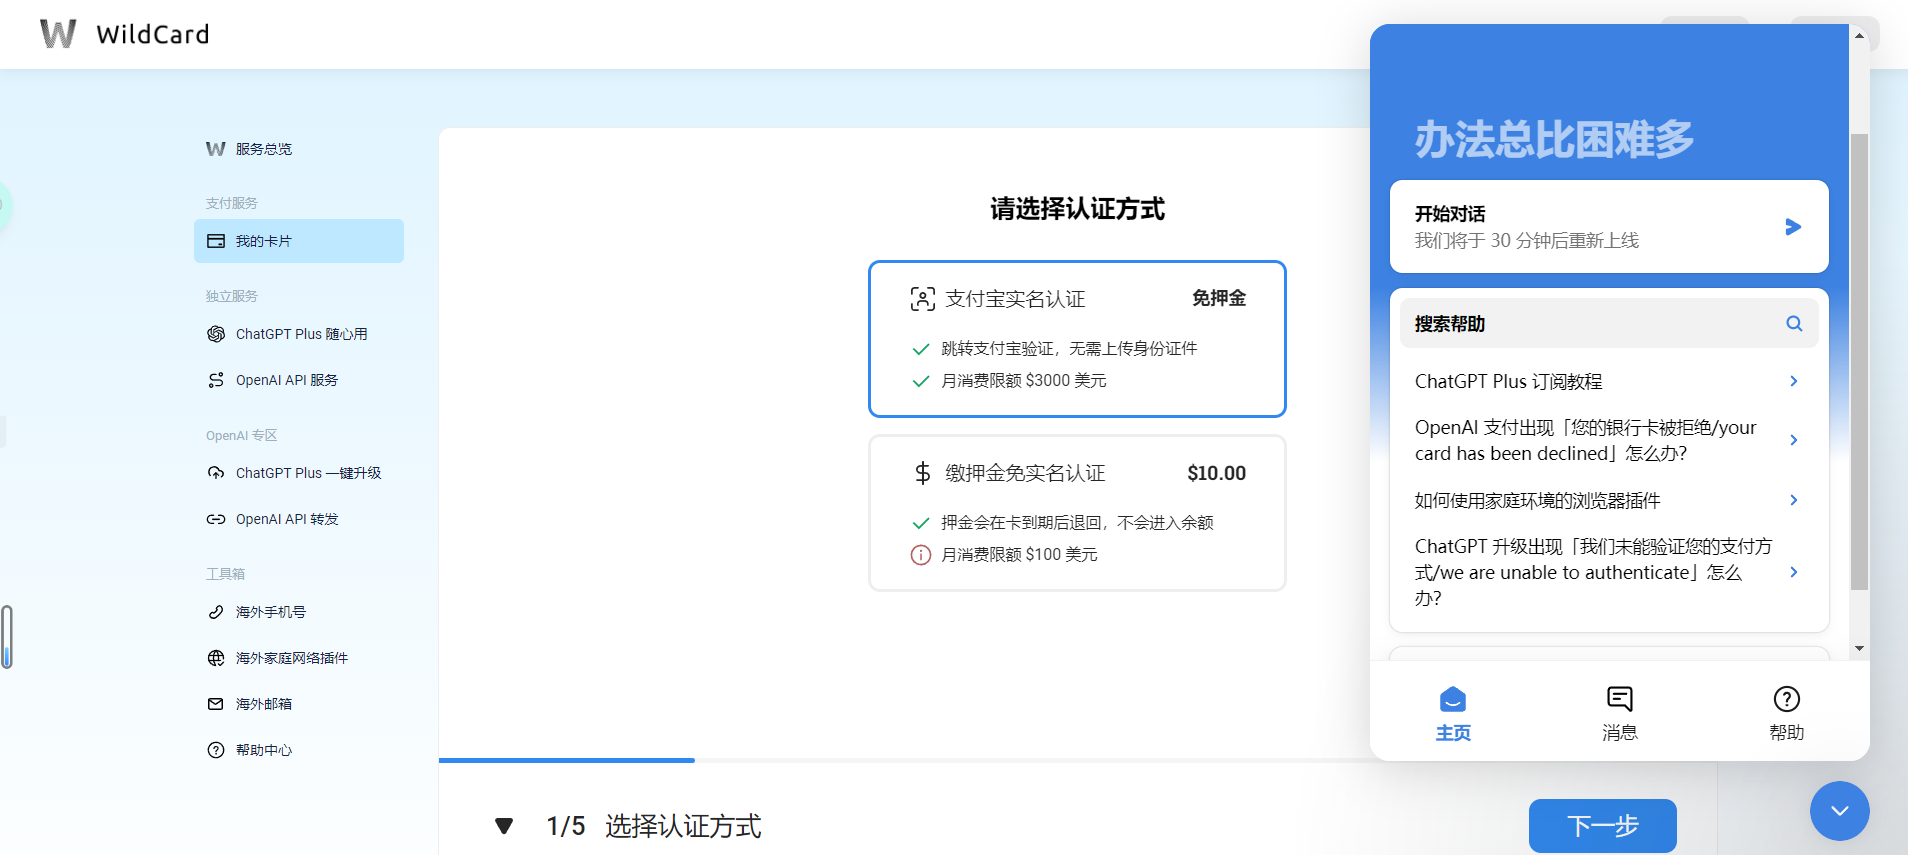 WildCard
服务总览
支付服务
我的卡片
独立服务
ChatGPT Plus 随心用
OpenAI API 服务
OpenAI 专区
ChatGPT Plus 一键升级
OpenAI API 转发
工具箱
海外手机号
海外家庭网络插件
海外邮箱
帮助中心
请选择认证方式
支付宝实名认证 免押金
跳转支付宝验证，无需上传身份证件
月消费限额 $3000 美元
缴押金免实名认证 $10.00
押金会在卡到期后退回，不会进入余额
月消费限额 $100 美元
1/5 选择认证方式
下一步
办法总比困难多
开始对话
我们将于 30 分钟后重新上线
搜索帮助
ChatGPT Plus 订阅教程
OpenAI 支付出现「您的银行卡被拒绝/your
card has been declined」怎么办?
如何使用家庭环境的浏览器插件
ChatGPT 升级出现「我们未能验证您的支付方
式/we are unable to authenticate」怎么
办?
主页
消息
帮助